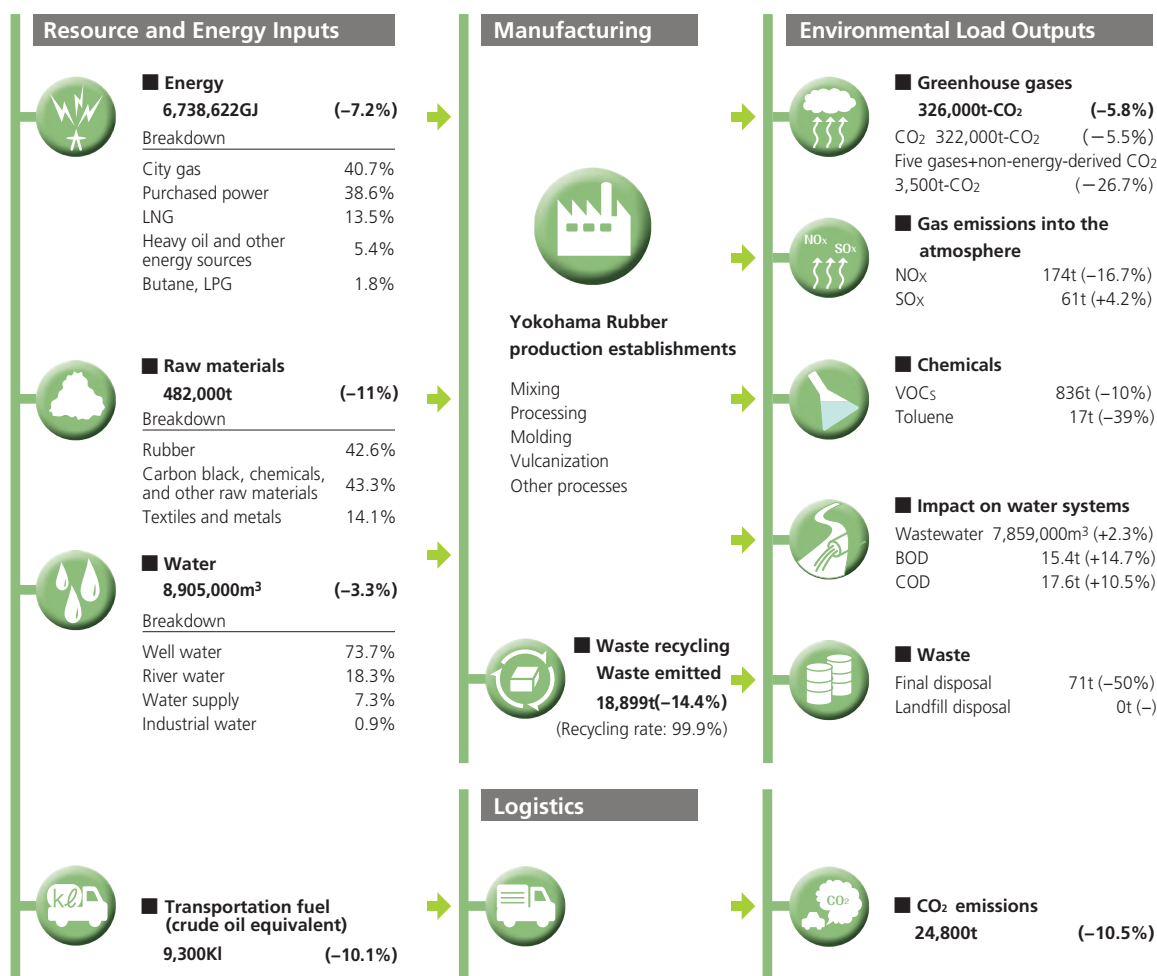 Resource and Energy Inputs
■ Energy
6,738,622GJ (–7.2%)
Breakdown
City gas 40.7%
Purchased power 38.6%
LNG 13.5%
Heavy oil and other
energy sources 5.4%
Butane, LPG 1.8%
■ Raw materials
482,000t (–11%)
Breakdown
Rubber 42.6%
Carbon black, chemicals,
and other raw materials 43.3%
Textiles and metals 14.1%
■ Water
8,905,000m³ (–3.3%)
Breakdown
Well water 73.7%
River water 18.3%
Water supply 7.3%
Industrial water 0.9%
kℓ
■ Transportation fuel
(crude oil equivalent)
9,300Kl (–10.1%)
Manufacturing
Yokohama Rubber
production establishments
Mixing
Processing
Molding
Vulcanization
Other processes
■ Waste recycling
Waste emitted
18,899t(–14.4%)
(Recycling rate: 99.9%)
Logistics
Environmental Load Outputs
■ Greenhouse gases
326,000t-CO₂ (–5.8%)
CO₂ 322,000t-CO₂ (−5.5%)
Five gases+non-energy-derived CO₂
3,500t-CO₂ (−26.7%)
NOx SOx
■ Gas emissions into the
atmosphere
NOx 174t (–16.7%)
SOx 61t (+4.2%)
■ Chemicals
VOCs 836t (–10%)
Toluene 17t (–39%)
■ Impact on water systems
Wastewater 7,859,000m³ (+2.3%)
BOD 15.4t (+14.7%)
COD 17.6t (+10.5%)
■ Waste
Final disposal 71t (–50%)
Landfill disposal 0t (–)
CO₂
■ CO₂ emissions
24,800t (–10.5%)